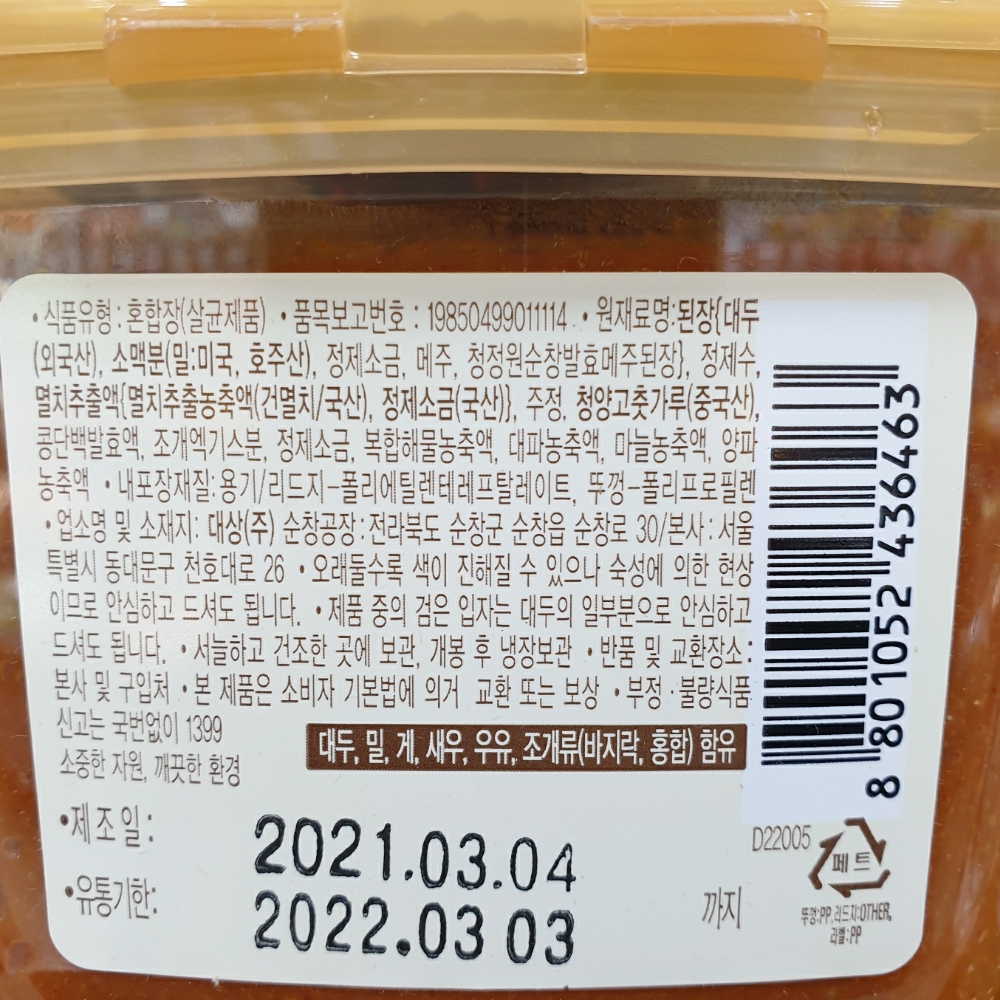 •식품유형:혼합장(살균제품) •품목보고번호:19850499011114 •원재료명:된장{대두
(외국산), 소맥분(밀:미국, 호주산), 정제소금, 메주, 청정원순창발효메주된장}, 정제수,
멸치추출액{멸치추출농축액(건멸치/국산), 정제소금(국산)}, 주정, 청양고춧가루(중국산),
콩단백발효액, 조개엑기스분, 정제소금, 복합해물농축액, 대파농축액, 마늘농축액, 양파
농축액 •내포장재질:용기/리드지-폴리에틸렌테레프탈레이트, 뚜껑-폴리프로필렌
•업소명 및 소재지: 대상(주) 순창공장:전라북도 순창군 순창읍 순창로 30/본사:서울
특별시 동대문구 천호대로 26 •오래둘수록 색이 진해질 수 있으나 숙성에 의한 현상
이므로 안심하고 드셔도 됩니다. •제품 중의 검은 입자는 대두의 일부분으로 안심하고
드셔도 됩니다. •서늘하고 건조한 곳에 보관, 개봉 후 냉장보관 •반품 및 교환장소:
본사 및 구입처 •본 제품은 소비자 기본법에 의거 교환 또는 보상 •부정·불량식품
신고는 국번없이 1399
대두, 밀, 게, 새우, 우유, 조개류(바지락, 홍합) 함유
소중한 자원, 깨끗한 환경
8 801052 436463
•제조일:
2021.03.04
•유통기한:
2022.03 03
까지
D22005
페트
뚜껑:PP,리드지:OTHER,
라벨:PP